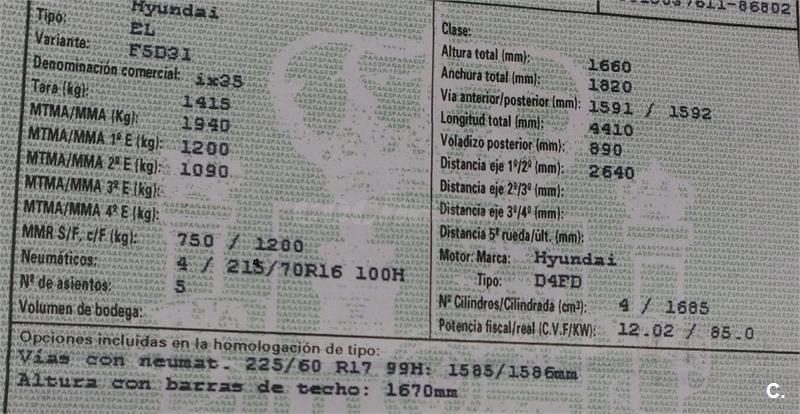 Hyundai
Tipo: EL
Variante: F5D31
Denominación comercial: ix35
Tara (kg): 1415
MTMA/MMA (Kg): 1940
MTMA/MMA 1º E (kg): 1200
MTMA/MMA 2º E (kg): 1090
MTMA/MMA 3º E (kg):
MTMA/MMA 4º E (kg):
MMR S/F, c/F (kg): 750 / 1200
Neumáticos: 4 / 215/70R16 100H
Nº de asientos: 5
Volumen de bodega:
-86802
Clase:
Altura total (mm): 1660
Anchura total (mm): 1820
Vía anterior/posterior (mm): 1591 / 1592
Longitud total (mm): 4410
Voladizo posterior (mm): 890
Distancia eje 1º/2º (mm): 2640
Distancia eje 2º/3º (mm):
Distancia eje 3º/4º (mm):
Distancia 5ª rueda/últ. (mm):
Motor: Marca: Hyundai
Tipo: D4FD
Nº Cilindros/Cilindrada (cm³): 4 / 1685
Potencia fiscal/real (C.V.F/KW): 12.02 / 85.0
Opciones incluidas en la homologación de tipo:
Vías con neumat. 225/60 R17 99H: 1585/1586mm
Altura con barras de techo: 1670mm
C.